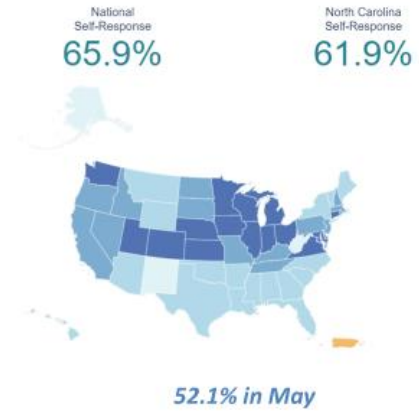 National
Self-Response
65.9%
North Carolina
Self-Response
61.9%
52.1% in May